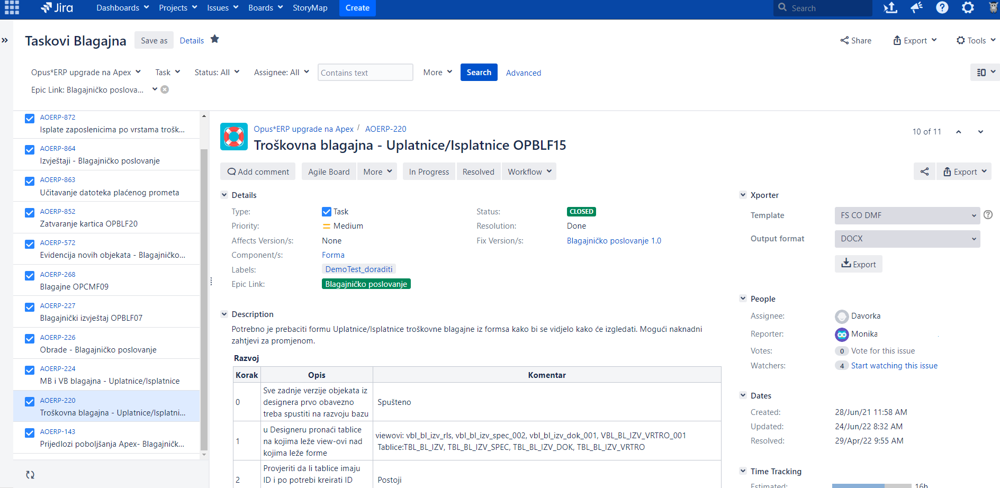 Jira
Dashboards
Projects
Issues
Boards
StoryMap
Create
Search
Taskovi Blagajna
Save as
Details
Share
Export
Tools
Opus*ERP upgrade na Apex
Task
Status: All
Assignee: All
Contains text
More
Search
Advanced
Epic Link: Blagajničko poslova...
AOERP-872
Isplate zaposlenicima po vrstama trošk...
AOERP-864
Izvještaji - Blagajničko poslovanje
AOERP-863
Učitavanje datoteka plaćenog prometa
AOERP-852
Zatvaranje kartica OPBLF20
AOERP-572
Evidencija novih objekata - Blagajničko...
AOERP-268
Blagajne OPCMF09
AOERP-227
Blagajnički izvještaj OPBLF07
AOERP-226
Obrade - Blagajničko poslovanje
AOERP-224
MB i VB blagajna - Uplatnice/Isplatnice
AOERP-220
Troškovna blagajna - Uplatnice/Isplatni...
AOERP-143
Prijedlozi poboljšanja Apex- Blagajničk...
Opus*ERP upgrade na Apex / AOERP-220
10 of 11
Troškovna blagajna - Uplatnice/Isplatnice OPBLF15
Add comment
Agile Board
More
In Progress
Resolved
Workflow
Export
Details
Type: Task
Status: CLOSED
Priority: Medium
Resolution: Done
Affects Version/s: None
Fix Version/s: Blagajničko poslovanje 1.0
Component/s: Forma
Labels: DemoTest_doraditi
Epic Link: Blagajničko poslovanje
Description
Potrebno je prebaciti formu Uplatnice/Isplatnice troškovne blagajne iz formsa kako bi se vidjelo kako će izgledati. Mogući naknadni
zahtjevi za promjenom.
Razvoj
Korak Opis Komentar
0
Sve zadnje verzije objekata iz
designera prvo obavezno
treba spustiti na razvoju bazu
Spušteno
1
u Designeru pronaći tablice
na kojima leže view-ovi nad
kojima leže forme
viewovi: vbl_bl_izv_rls, vbl_bl_izv_spec_002, vbl_bl_izv_dok_001, VBL_BL_IZV_VRTRO_001
Tablice:TBL_BL_IZV, TBL_BL_IZV_SPEC, TBL_BL_IZV_DOK, TBL_BL_IZV_VRTRO
2
Provjeriti da li tablice imaju
ID i po potrebi kreirati ID
Postoji
Xporter
Template FS CO DMF
Output format DOCX
Export
People
Assignee: Davorka
Reporter: Monika
Votes: 0 Vote for this issue
Watchers: 4 Start watching this issue
Dates
Created: 28/Jun/21 11:58 AM
Updated: 24/Jun/22 8:32 AM
Resolved: 29/Apr/22 9:55 AM
Time Tracking
Estimated: 16h